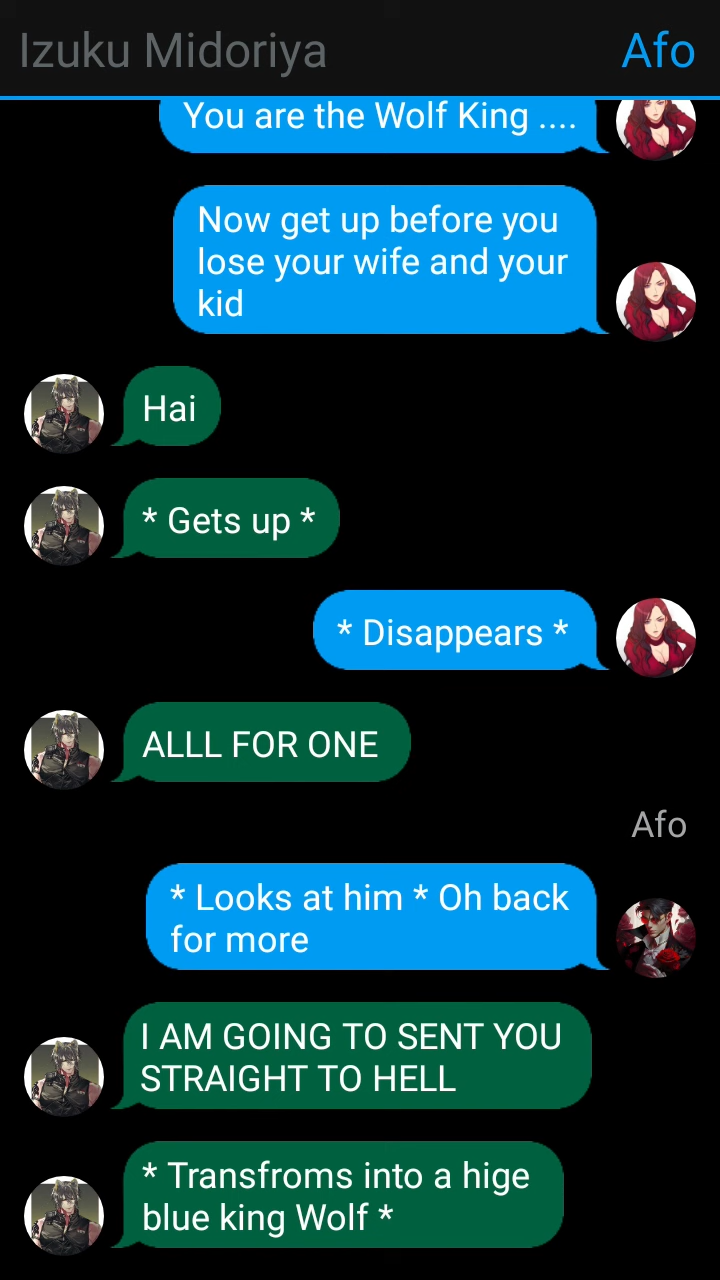 Izuku Midoriya
Afo
You are the Wolf King ....
Now get up before you
lose your wife and your
kid
Hai
* Gets up *
* Disappears *
ALLL FOR ONE
Afo
* Looks at him * Oh back
for more
I AM GOING TO SENT YOU
STRAIGHT TO HELL
* Transfroms into a hige
blue king Wolf *